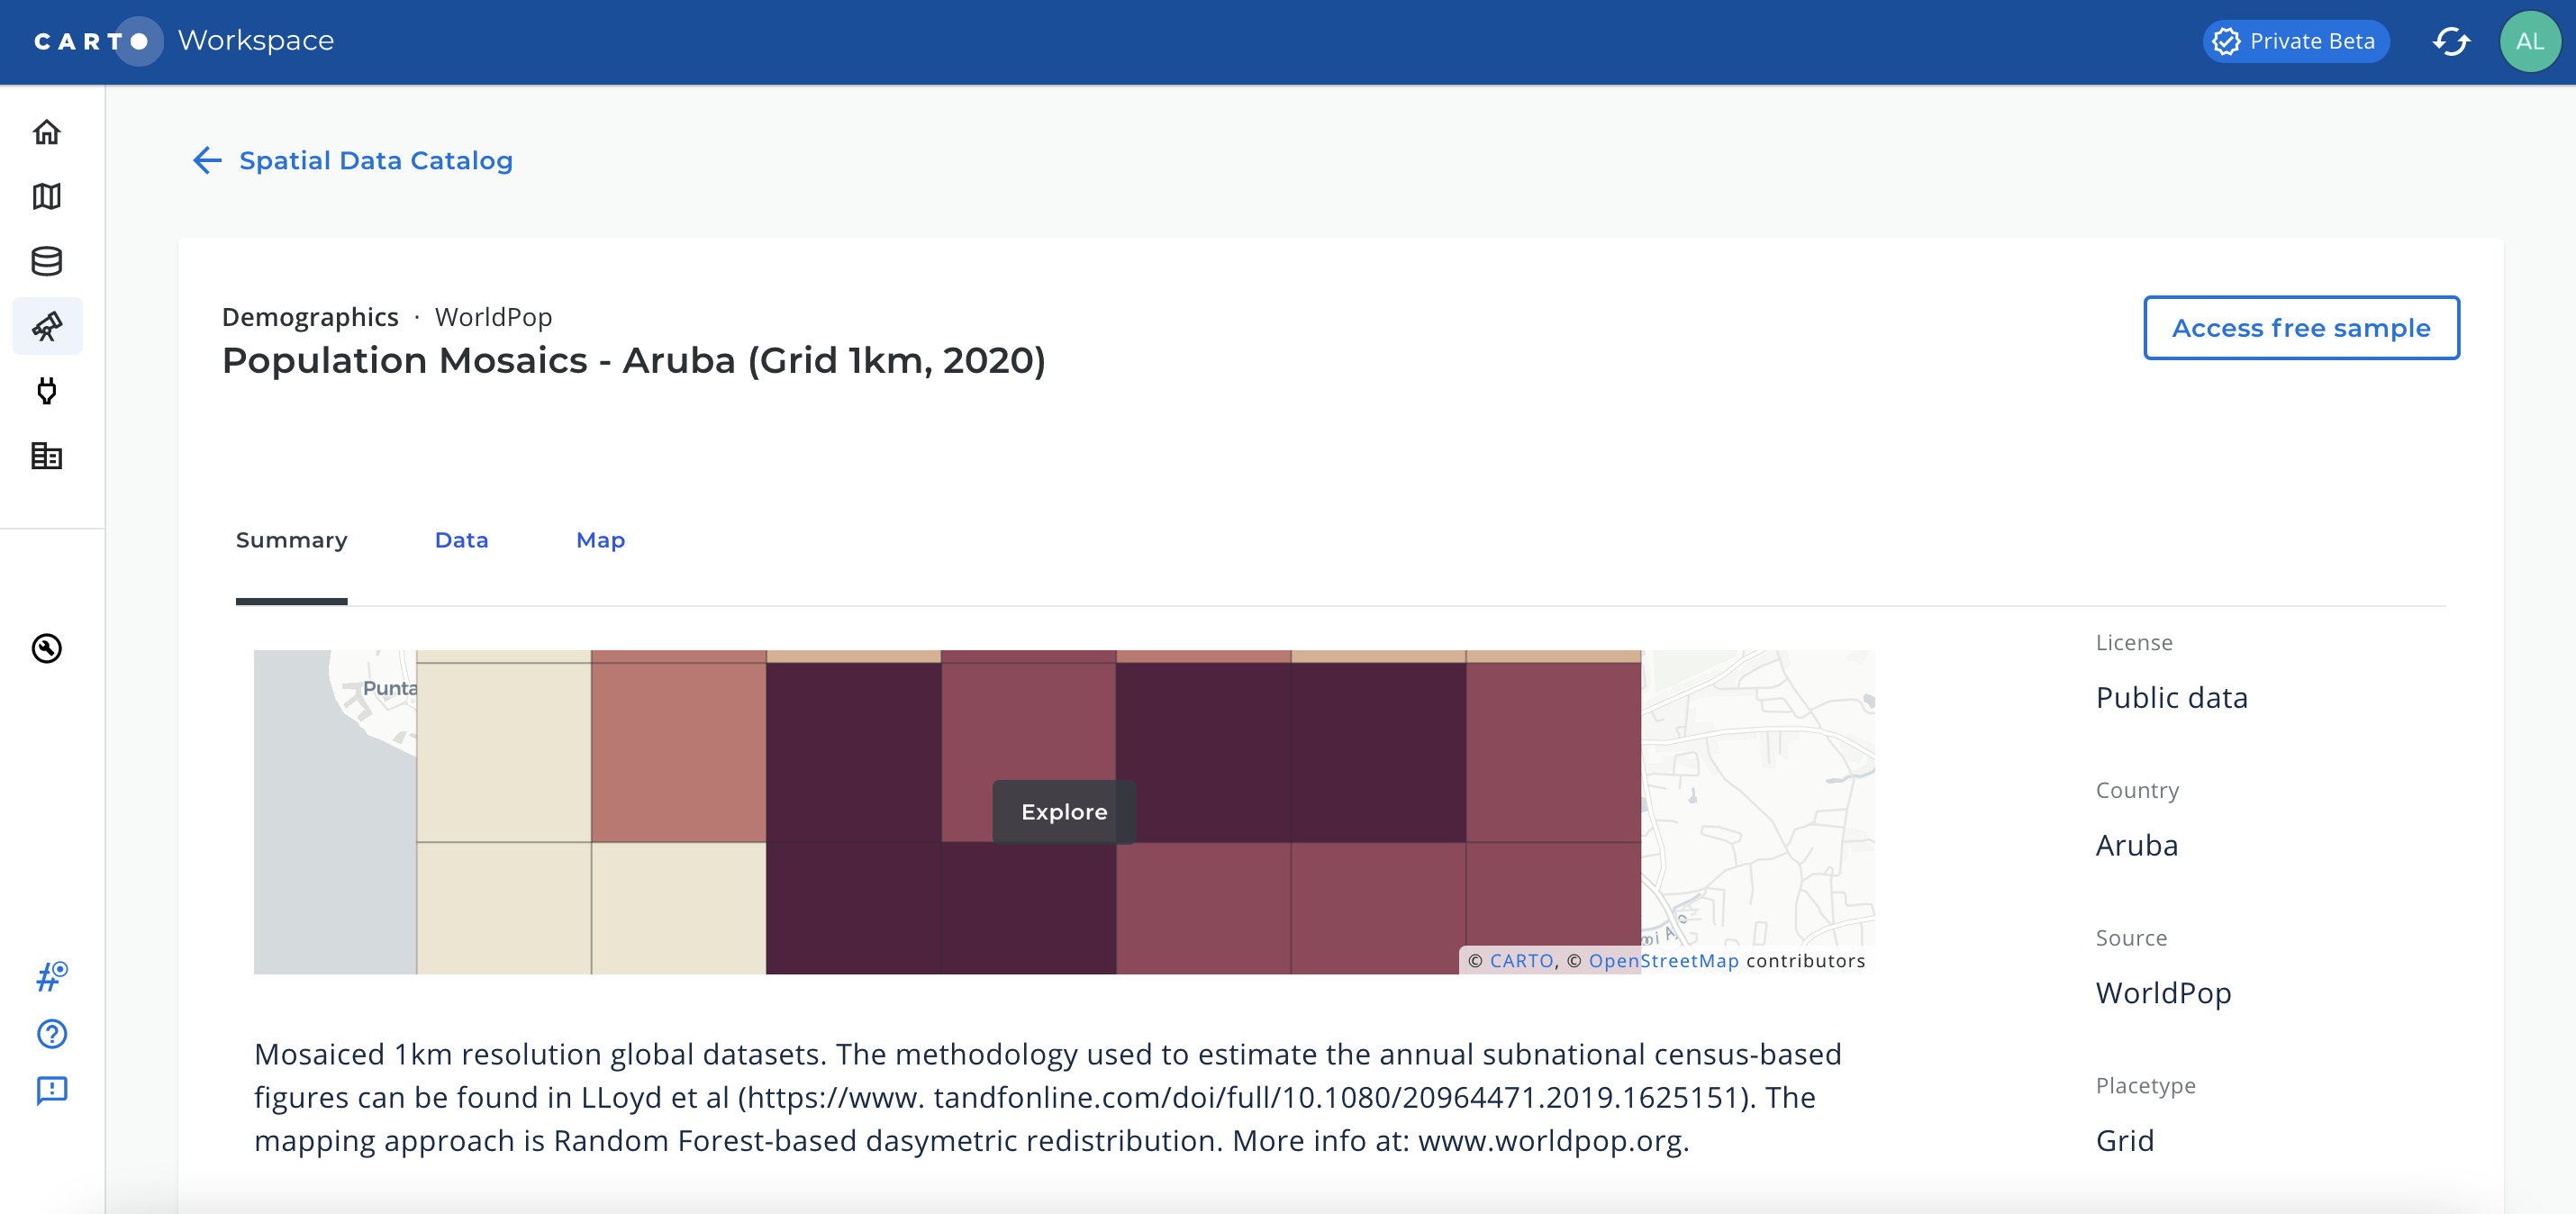 CARTO Workspace
Private Beta
AL
Spatial Data Catalog
Demographics · WorldPop
Population Mosaics - Aruba (Grid 1km, 2020)
Access free sample
Summary
Data
Map
Punta
Explore
© CARTO, © OpenStreetMap contributors
Mosaiced 1km resolution global datasets. The methodology used to estimate the annual subnational census-based
figures can be found in LLoyd et al (https://www. tandfonline.com/doi/full/10.1080/20964471.2019.1625151). The
mapping approach is Random Forest-based dasymetric redistribution. More info at: www.worldpop.org.
License
Public data
Country
Aruba
Source
WorldPop
Placetype
Grid